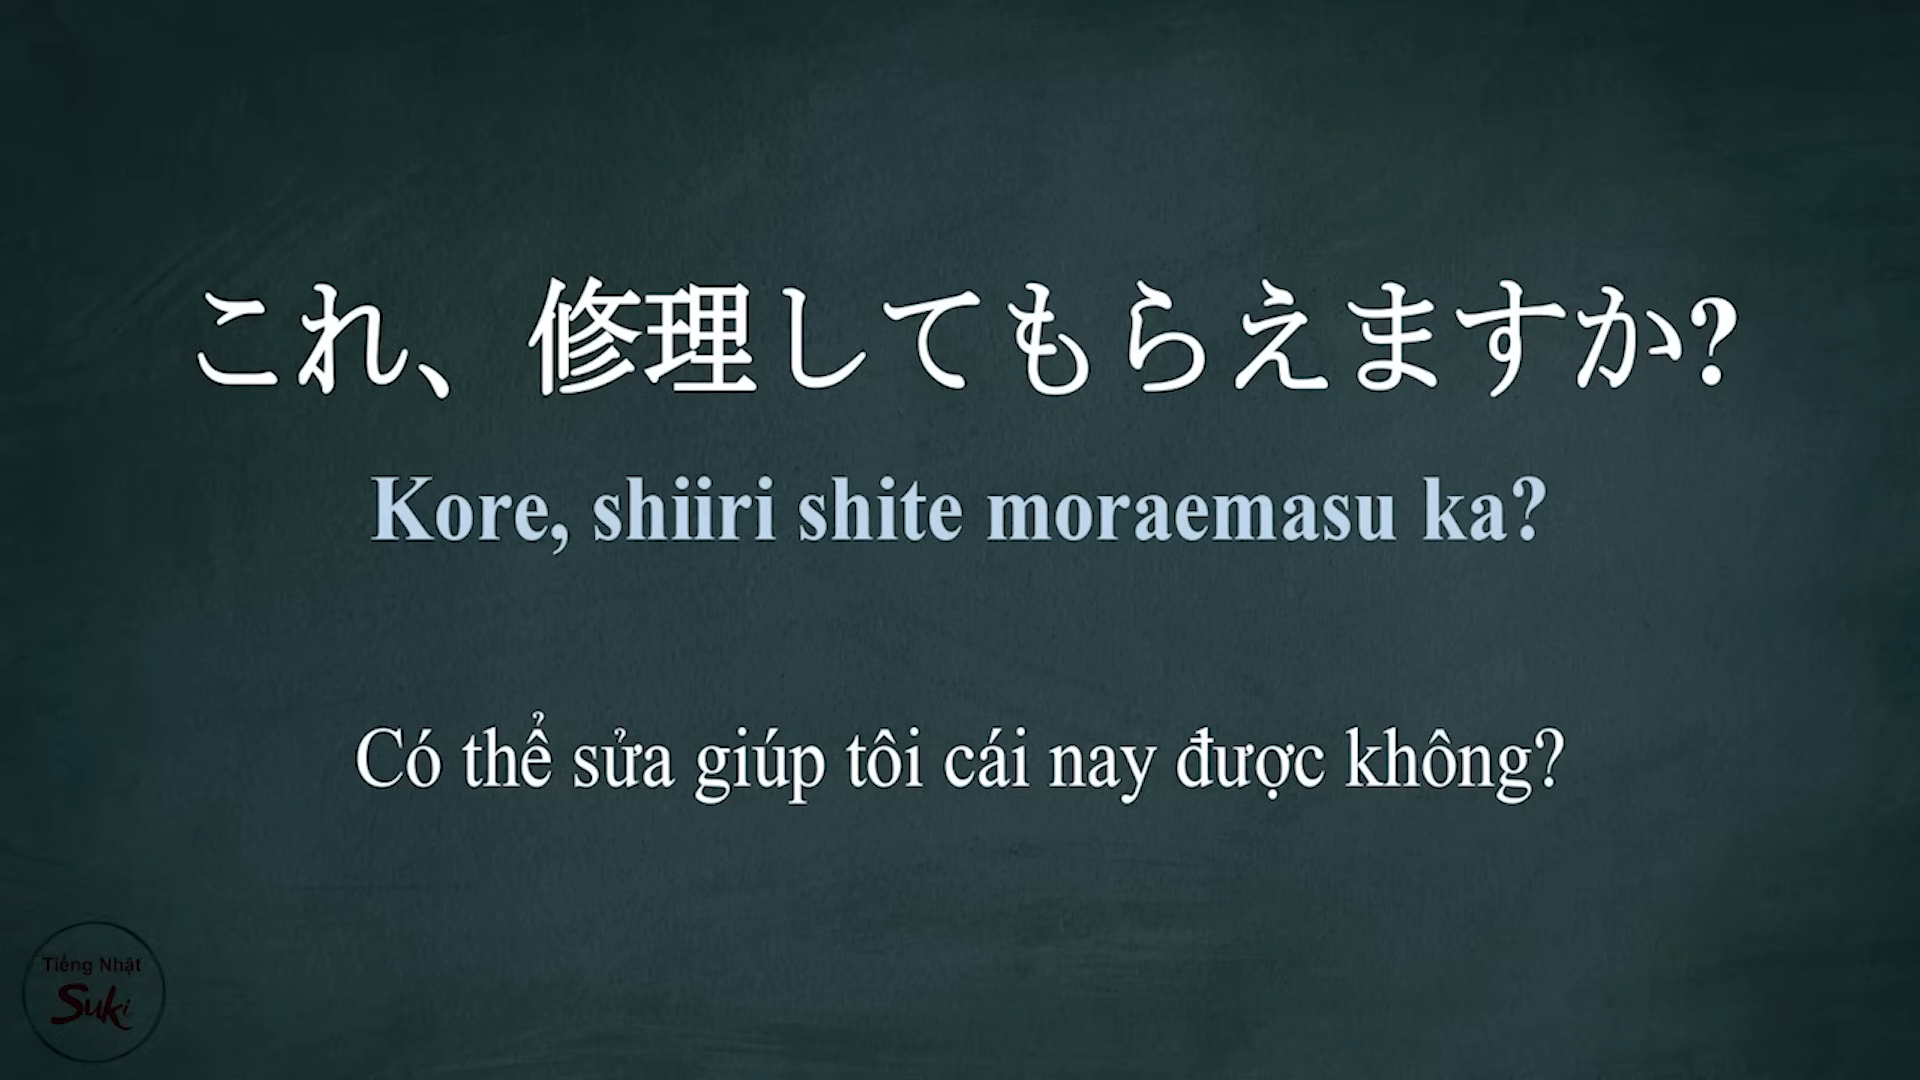 これ、修理してもらえますか?
Kore, shiiri shite moraemasu ka?
Có thể sửa giúp tôi cái nay được không?
Tiếng Nhật
Suki